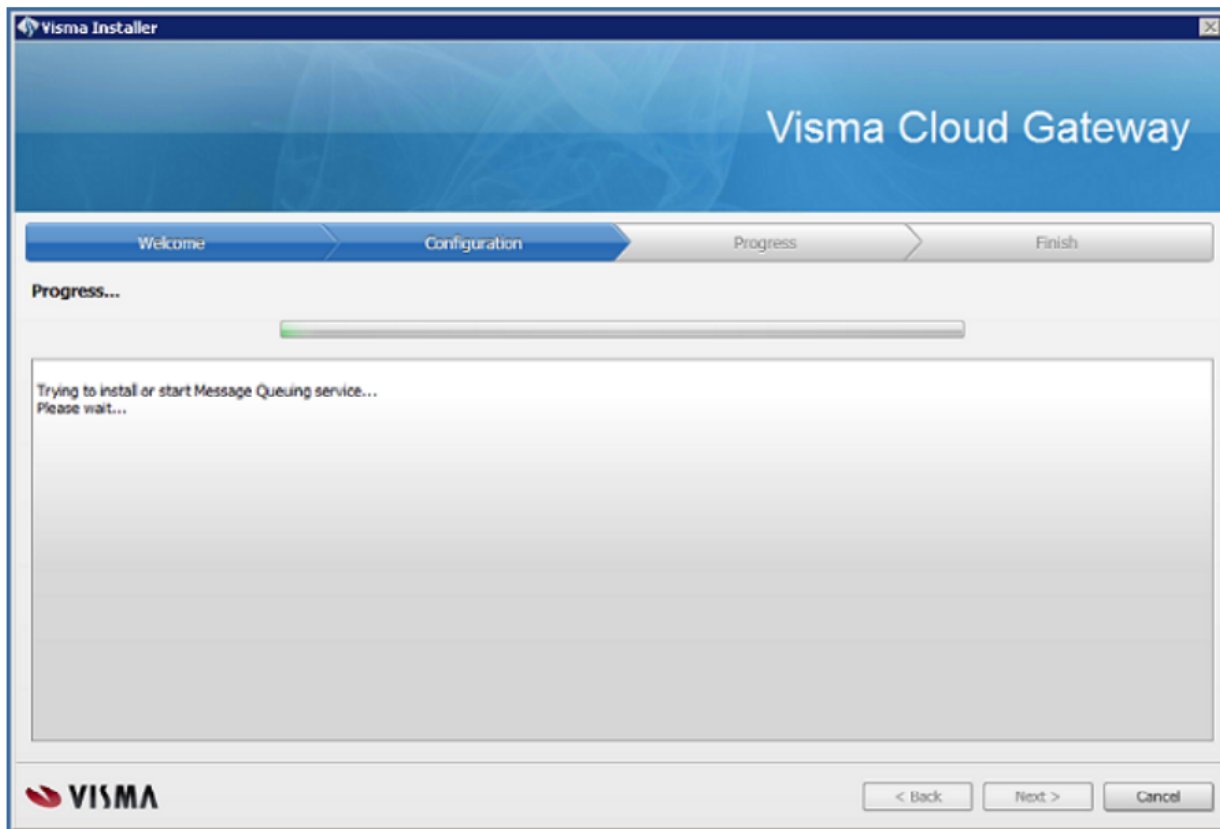 Visma Installer
Visma Cloud Gateway
Welcome
Configuration
Progress
Finish
Progress...
Trying to install or start Message Queuing service...
Please wait...
VISMA
< Back
Next >
Cancel